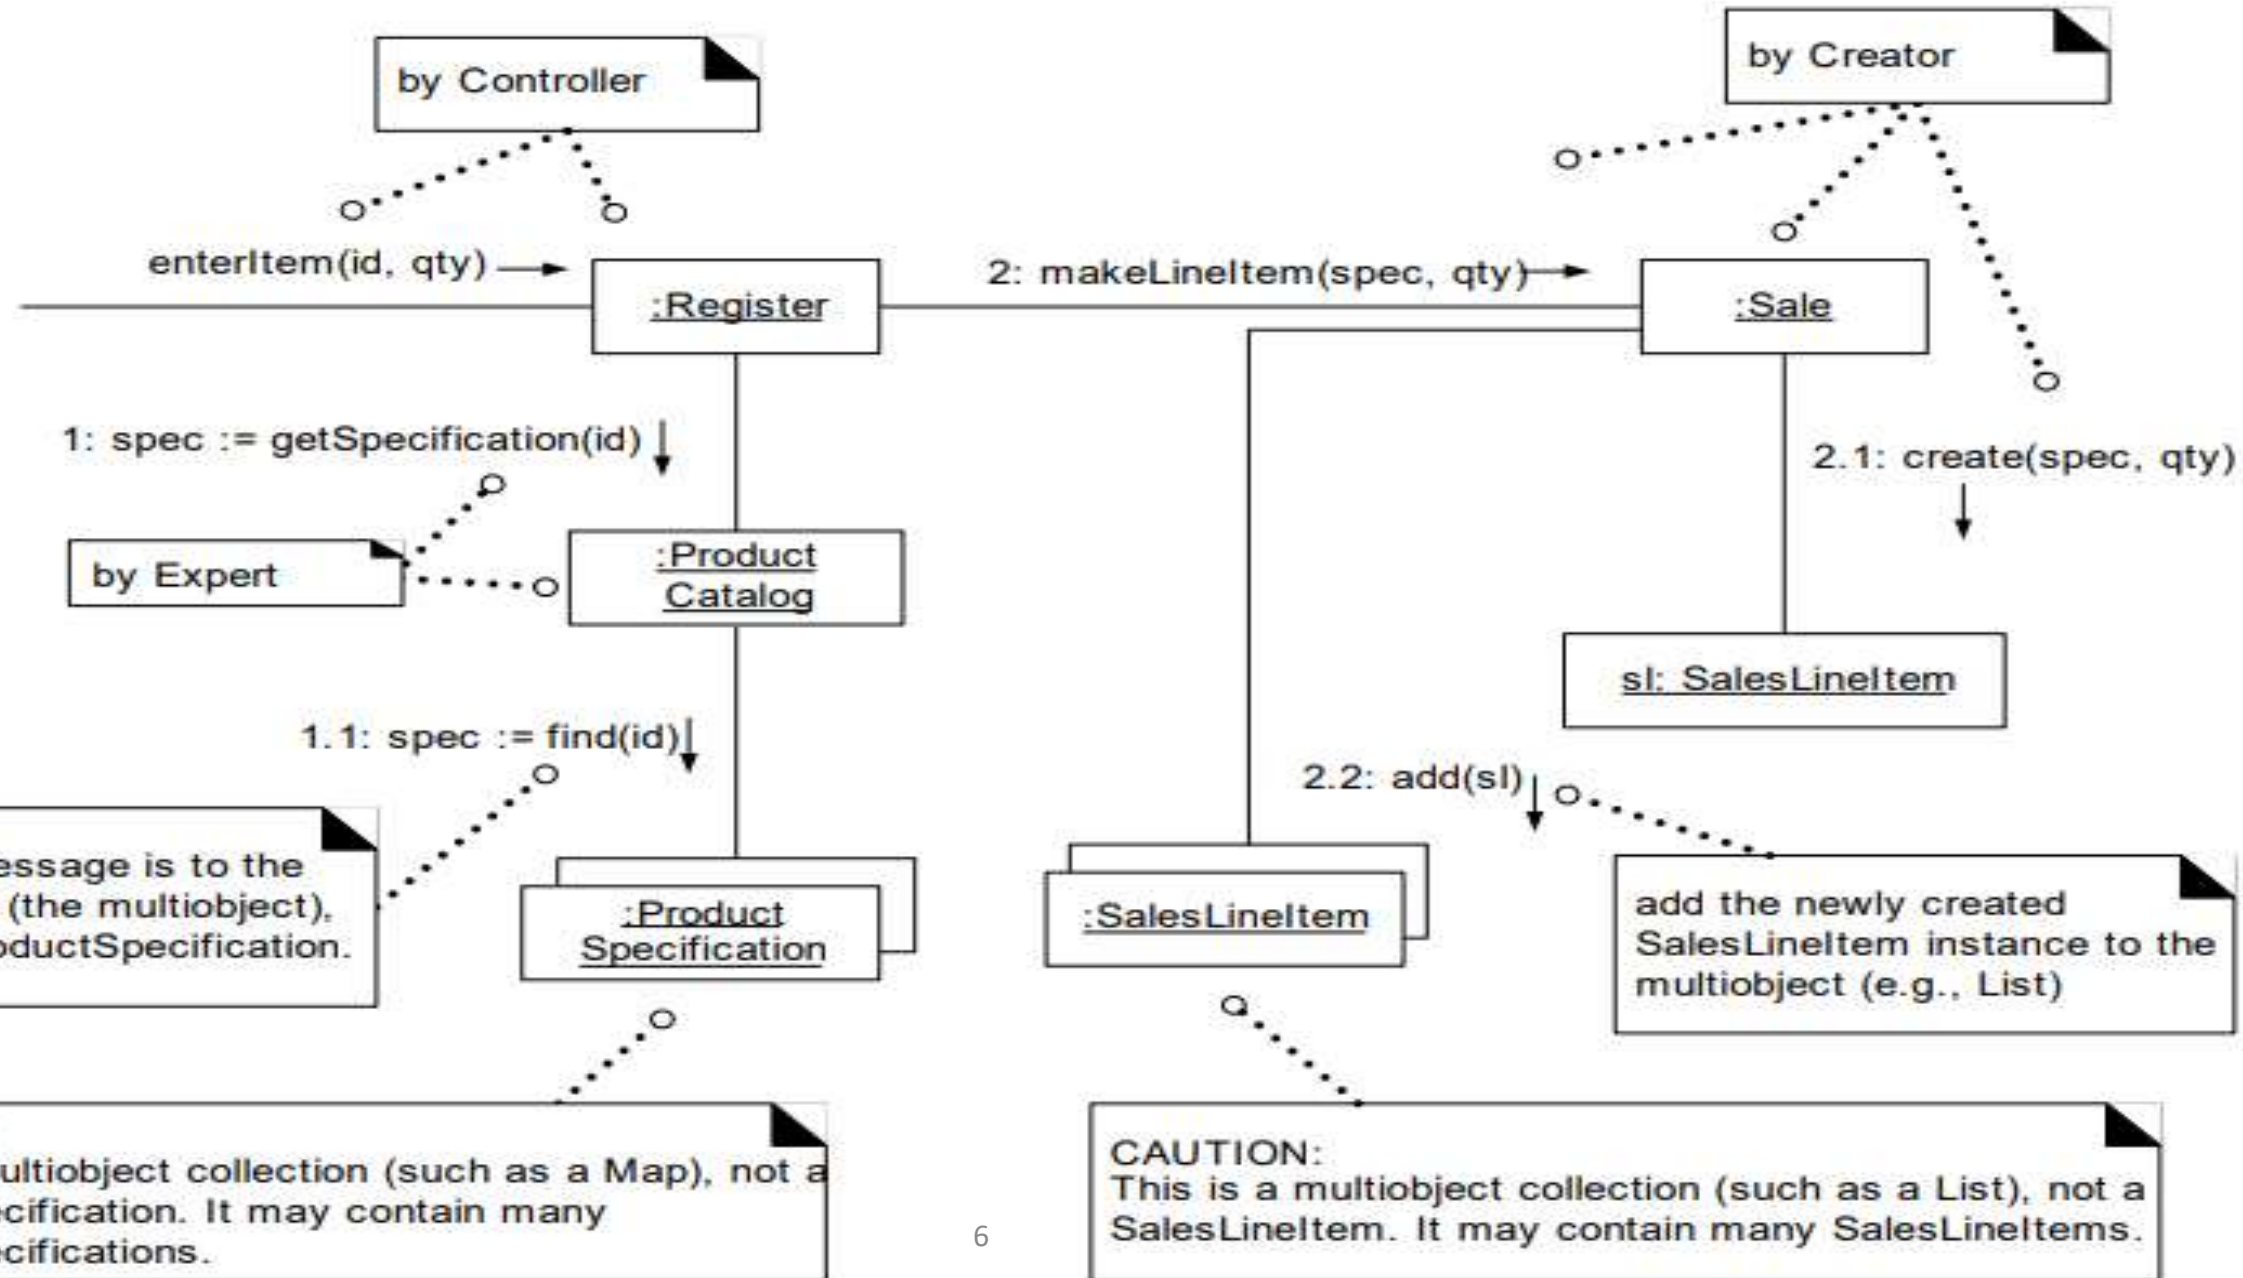 by Controller
by Creator
enterItem(id, qty)
2: makeLineItem(spec, qty)
:Register
:Sale
1: spec := getSpecification(id)
2.1: create(spec, qty)
by Expert
:Product
Catalog
sl: SalesLineItem
1.1: spec := find(id)
2.2: add(sl)
essage is to the
(the multiobject),
oductSpecification.
:Product
Specification
:SalesLineItem
add the newly created
SalesLineItem instance to the
multiobject (e.g., List)
ultiobject collection (such as a Map), not a
ecification. It may contain many
ecifications.
CAUTION:
This is a multiobject collection (such as a List), not a
SalesLineItem. It may contain many SalesLineItems.
6